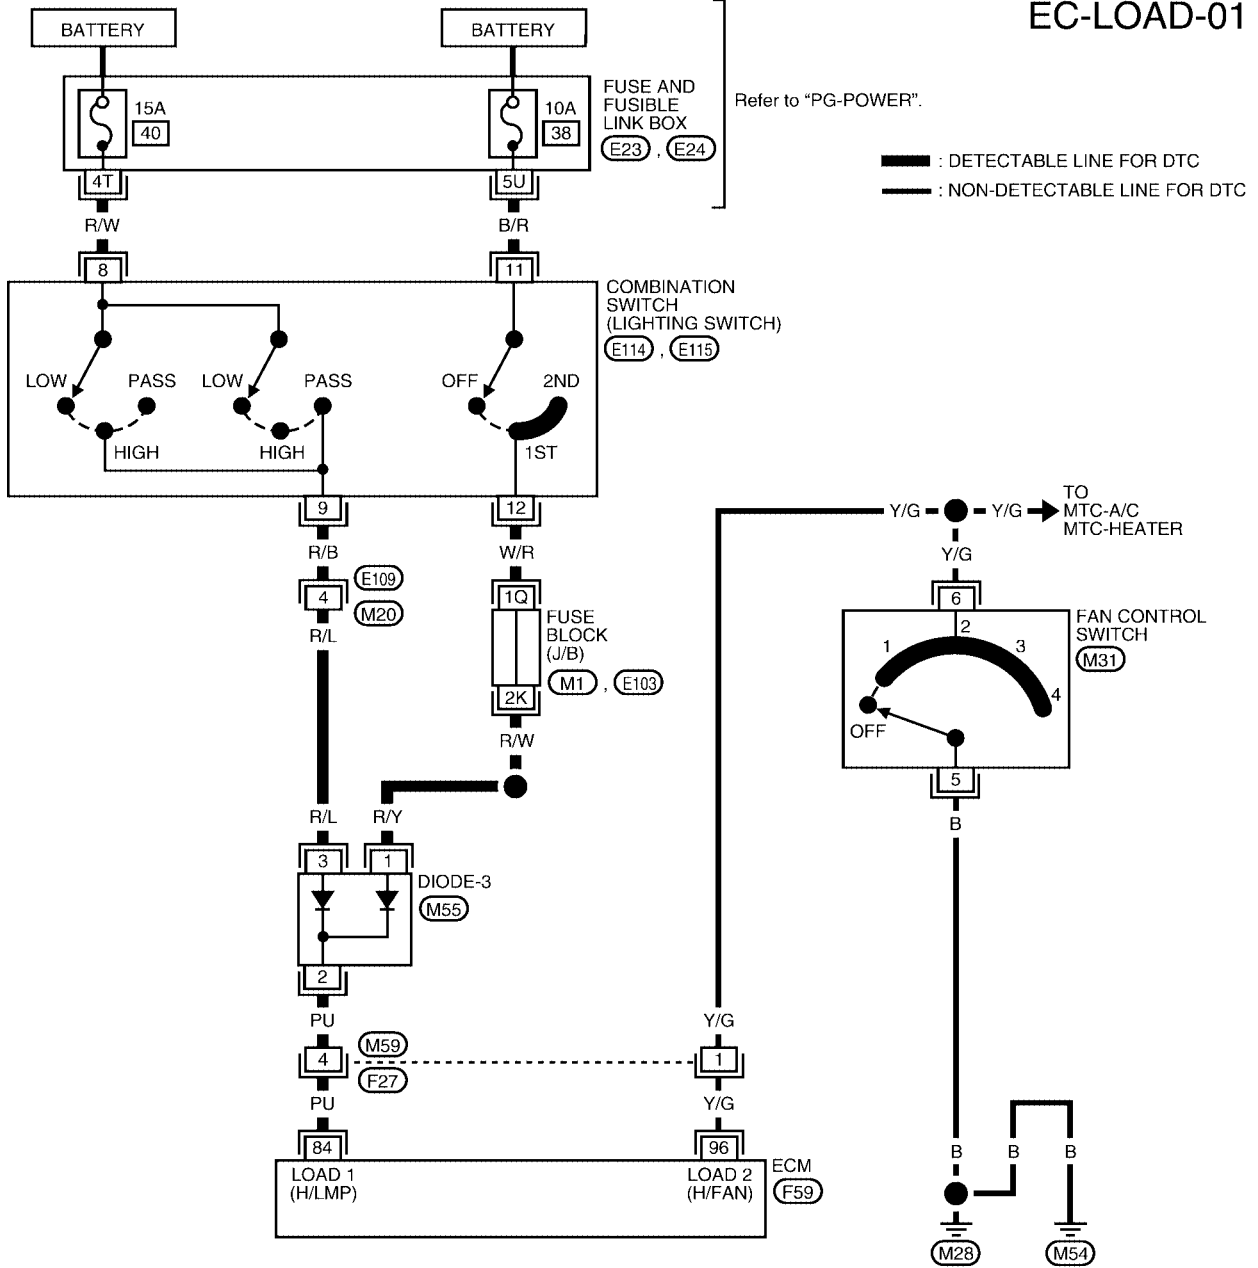 EC-LOAD-01
BATTERY
BATTERY
15A
40
10A
38
FUSE AND
FUSIBLE
LINK BOX
E23 , E24
Refer to “PG-POWER”.
: DETECTABLE LINE FOR DTC
: NON-DETECTABLE LINE FOR DTC
4T
5U
R/W
B/R
8
11
COMBINATION
SWITCH
(LIGHTING SWITCH)
E114 , E115
LOW
PASS
HIGH
LOW
PASS
HIGH
OFF
2ND
1ST
9
12
R/B
W/R
4
E109
M20
1Q
FUSE
BLOCK
(J/B)
M1 , E103
2K
R/L
R/W
R/L
R/Y
3
1
DIODE-3
M55
2
PU
4
M59
F27
PU
84
LOAD 1
(H/LMP)
Y/G
Y/G
TO
MTC-A/C
MTC-HEATER
Y/G
6
FAN CONTROL
SWITCH
M31
OFF
1
2
3
4
5
B
Y/G
1
Y/G
96
LOAD 2
(H/FAN)
ECM
F59
B
B
B
M28
M54